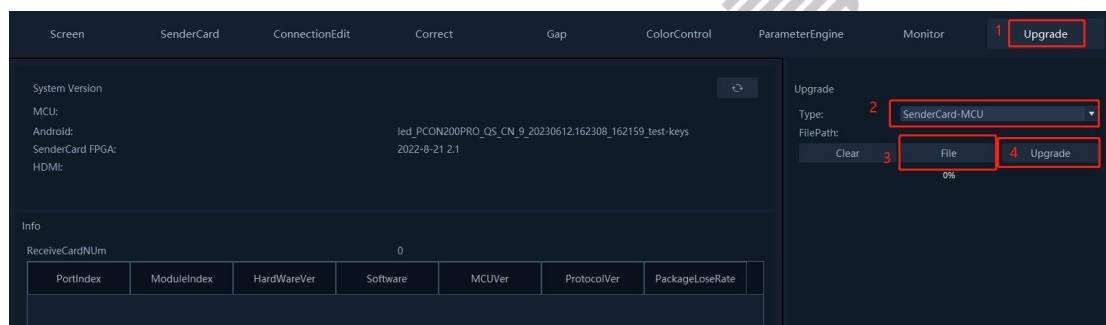 Screen SenderCard ConnectionEdit Correct Gap ColorControl ParameterEngine Monitor 1 Upgrade
System Version
MCU:
Android: led_PCON200PRO_QS_CN_9_20230612.162308_162159_test-keys
SenderCard FPGA: 2022-8-21 2.1
HDMI:
Upgrade
Type: 2 SenderCard-MCU
FilePath:
Clear 3 File 4 Upgrade
0%
Info
ReceiveCardNUm 0
PortIndex ModuleIndex HardWareVer Software MCUVer ProtocolVer PackageLoseRate